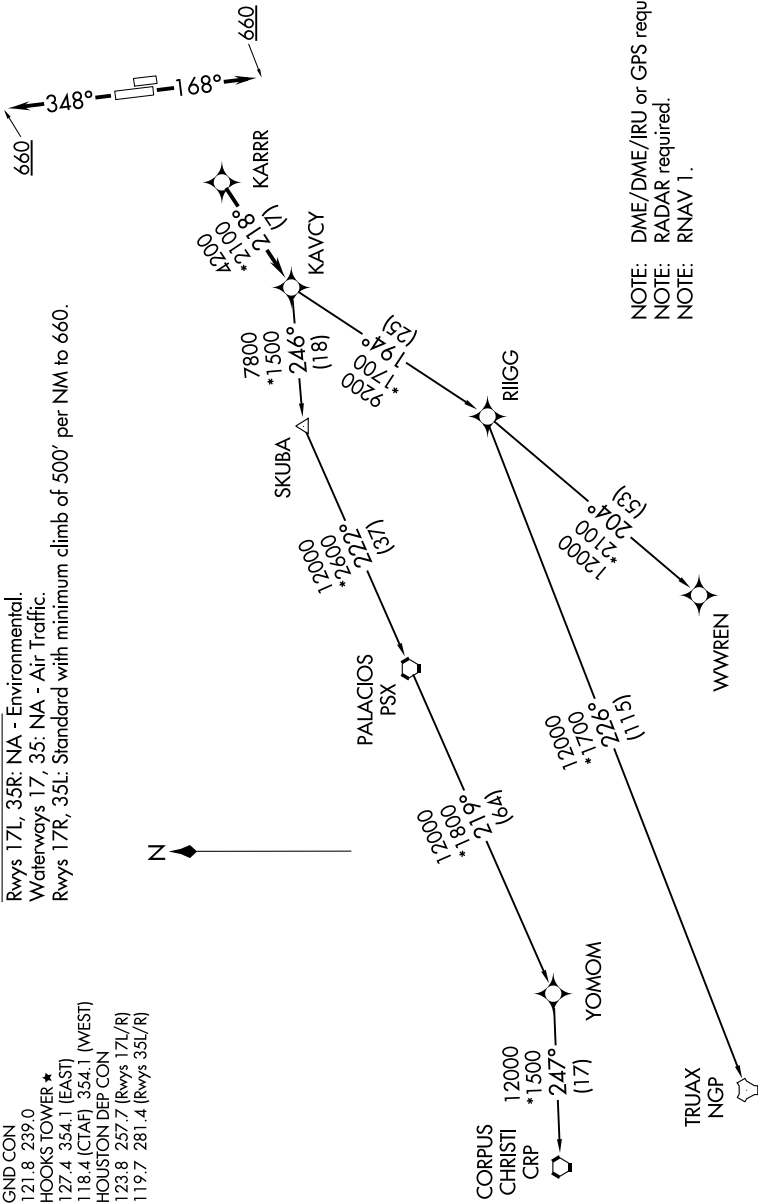 GND CON
121.8 239.0
HOOKS TOWER ★
127.4 354.1 (EAST)
118.4 (CTAF) 354.1 (WEST)
HOUSTON DEP CON
123.8 257.7 (Rwys 17L/R)
119.7 281.4 (Rwys 35L/R)
Rwys 17L, 35R: NA - Environmental.
Waterways 17, 35: NA - Air Traffic.
Rwys 17R, 35L: Standard with minimum climb of 500' per NM to 660.
660
348°
168°
660
KARRR
4200
*2100
218°
(7)
KAVCY
7800
*1500
246°
(18)
9200
*1700
194°
(25)
SKUBA
RIIGG
12000
*2600
222°
(37)
12000
*2100
204°
(53)
WWREN
PALACIOS
PSX
12000
*1700
226°
(115)
12000
*1800
219°
(64)
N
YOMOM
12000
*1500
247°
(17)
CORPUS
CHRISTI
CRP
TRUAX
NGP
NOTE: DME/DME/IRU or GPS requ
NOTE: RADAR required.
NOTE: RNAV 1.